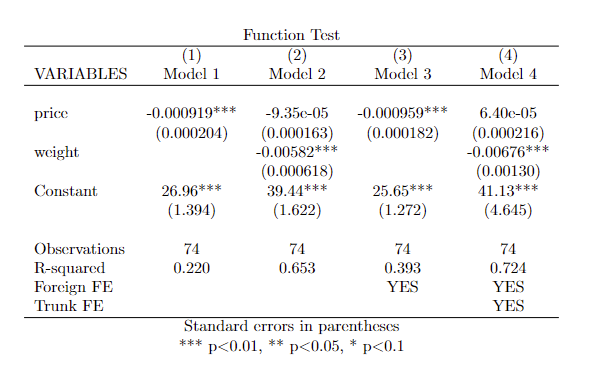 Function Test
(1) (2) (3) (4)
VARIABLES Model 1 Model 2 Model 3 Model 4
price -0.000919*** -9.35e-05 -0.000959*** 6.40e-05
(0.000204) (0.000163) (0.000182) (0.000216)
weight -0.00582*** -0.00676***
(0.000618) (0.00130)
Constant 26.96*** 39.44*** 25.65*** 41.13***
(1.394) (1.622) (1.272) (4.645)
Observations 74 74 74 74
R-squared 0.220 0.653 0.393 0.724
Foreign FE YES YES
Trunk FE YES
Standard errors in parentheses
*** p<0.01, ** p<0.05, * p<0.1